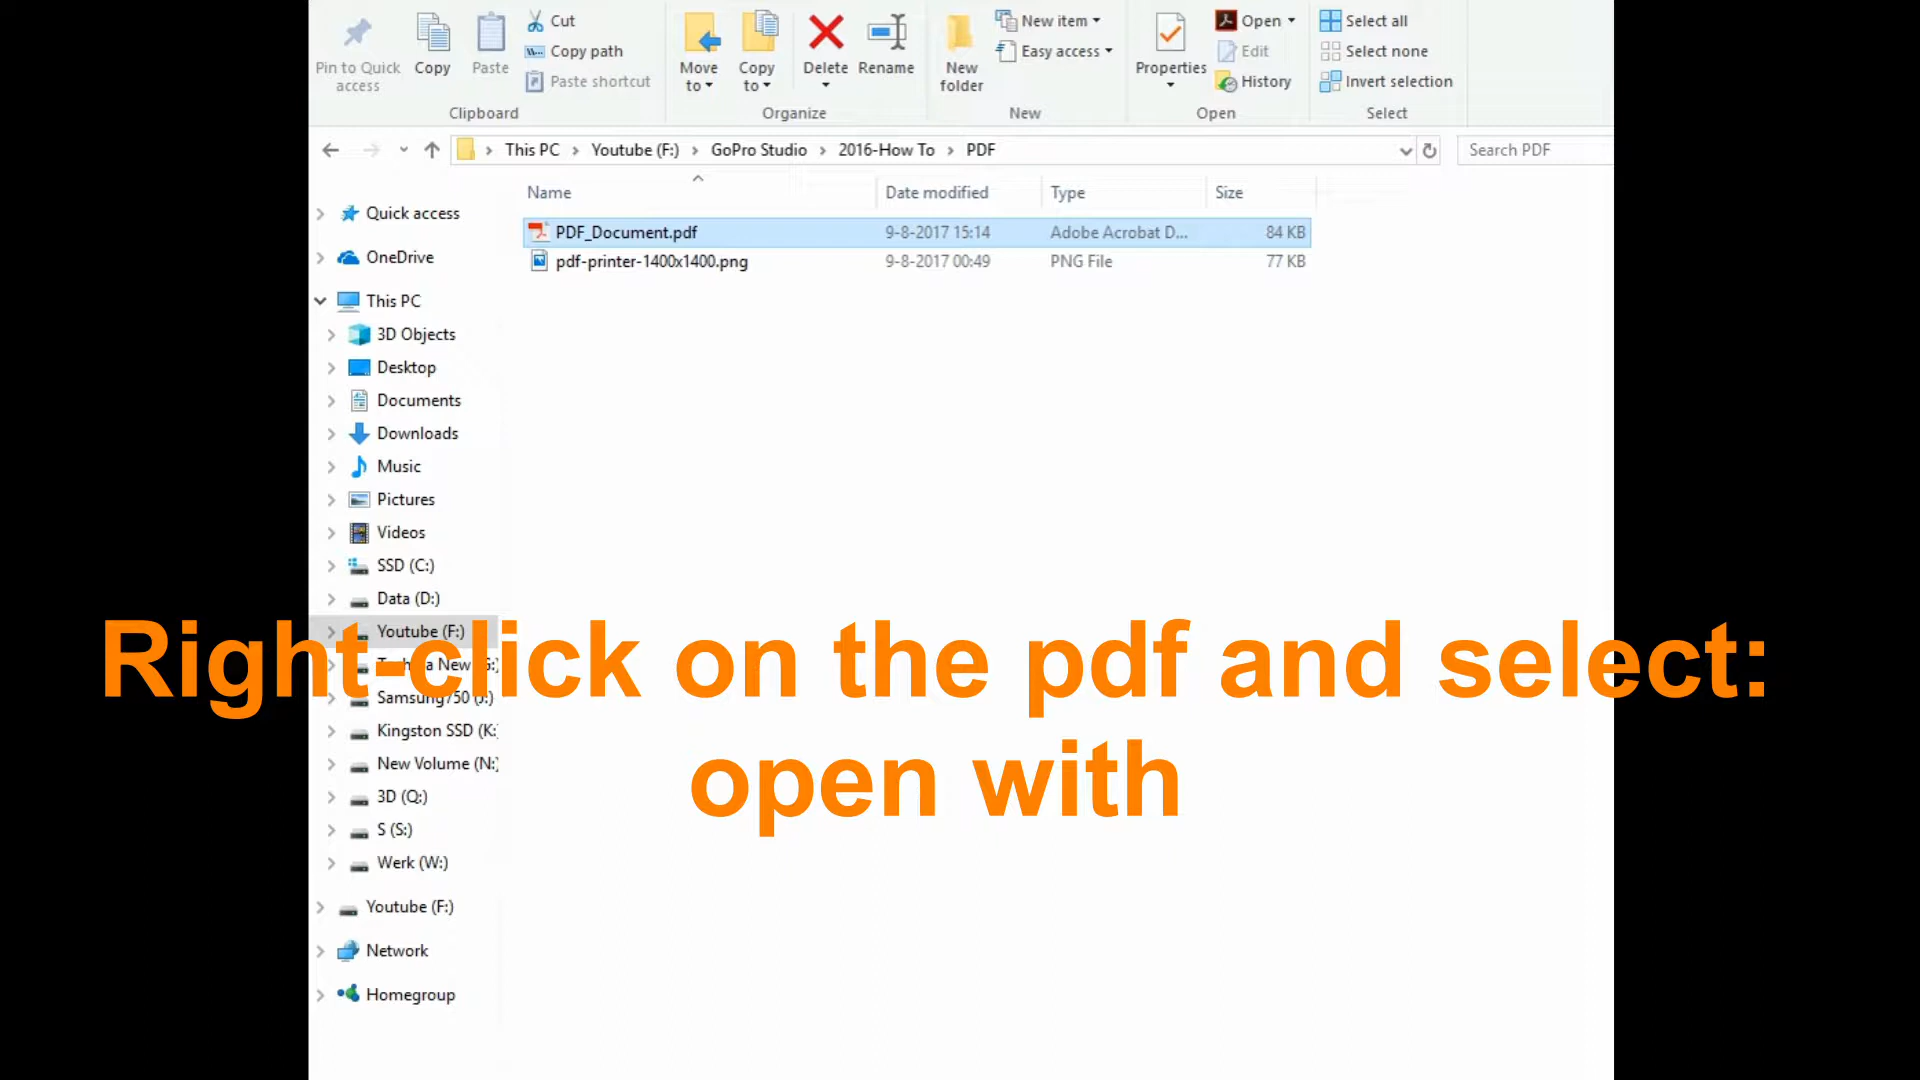 Pin to Quick access
Copy
Paste
Cut
Copy path
Paste shortcut
Clipboard
Move to
Copy to
Delete
Rename
Organize
New folder
New item
Easy access
New
Properties
Open
Edit
History
Open
Select all
Select none
Invert selection
Select
This PC
Youtube (F:)
GoPro Studio
2016-How To
PDF
Search PDF
Name
Date modified
Type
Size
PDF_Document.pdf 9-8-2017 15:14 Adobe Acrobat D... 84 KB
pdf-printer-1400x1400.png 9-8-2017 00:49 PNG File 77 KB
Quick access
OneDrive
This PC
3D Objects
Desktop
Documents
Downloads
Music
Pictures
Videos
SSD (C:)
Data (D:)
Youtube (F:)
New
Samsung750 (J:)
Kingston SSD (K:
New Volume (N:)
3D (Q:)
S (S:)
Werk (W:)
Youtube (F:)
Network
Homegroup
Right-click on the pdf and select:
open with